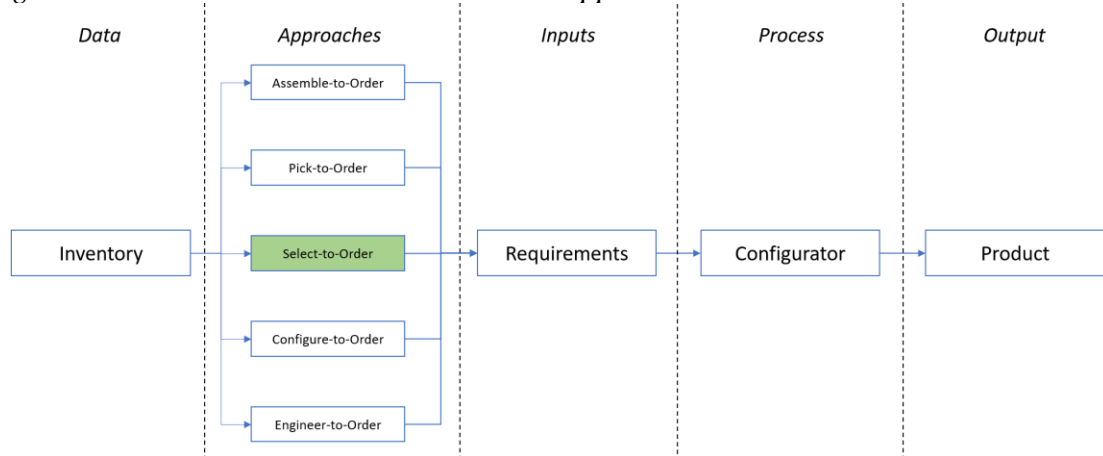 Data
Approaches
Inputs
Process
Output
Assemble-to-Order
Pick-to-Order
Inventory
Select-to-Order
Requirements
Configurator
Product
Configure-to-Order
Engineer-to-Order